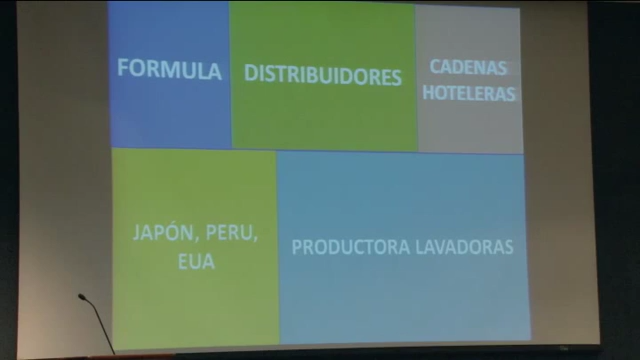 FORMULA
DISTRIBUIDORES
CADENAS
HOTELERAS
JAPÓN, PERU,
EUA
PRODUCTORA LAVADORAS